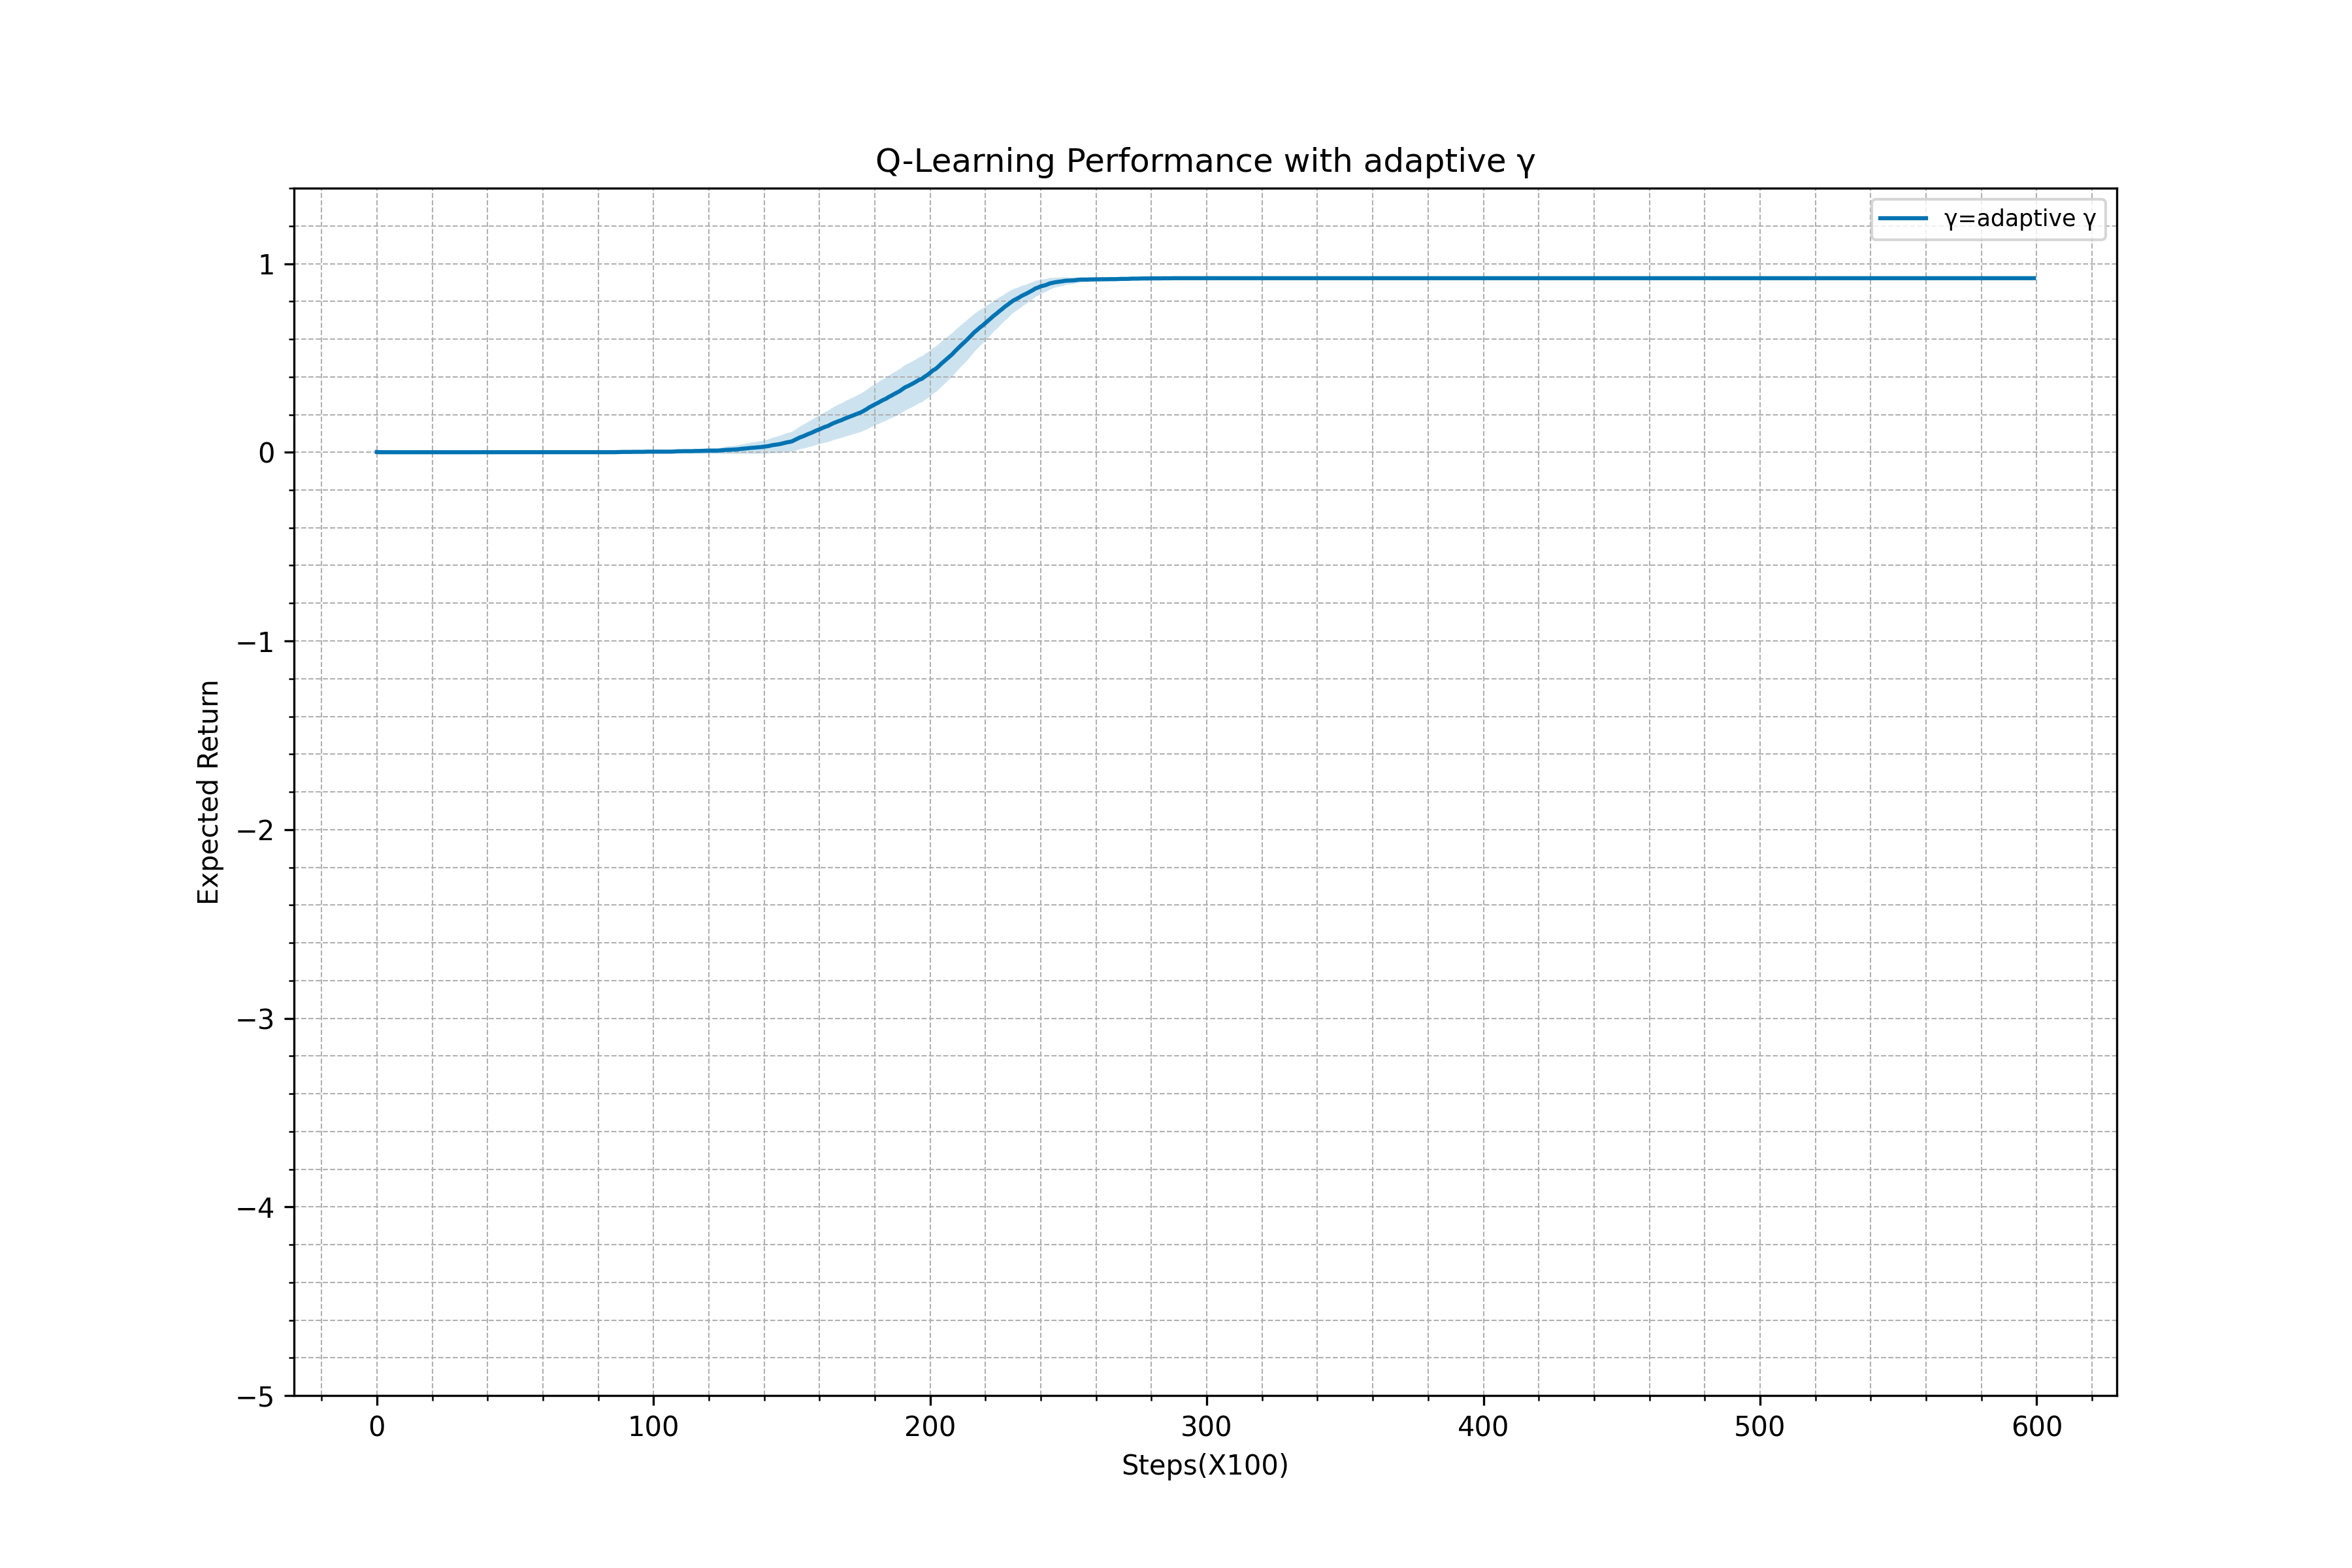 Q-Learning Performance with adaptive γ
γ=adaptive γ
1
0
−1
−2
−3
−4
−5
Expected Return
0 100 200 300 400 500 600
Steps(X100)